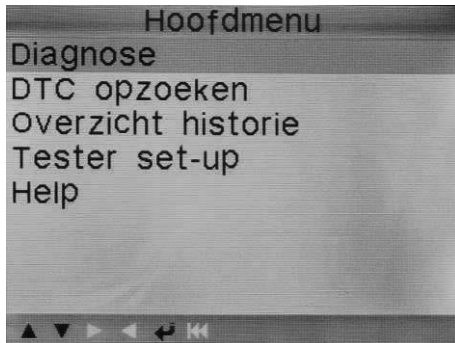 Hoofdmenu
Diagnose
DTC opzoeken
Overzicht historie
Tester set-up
Help